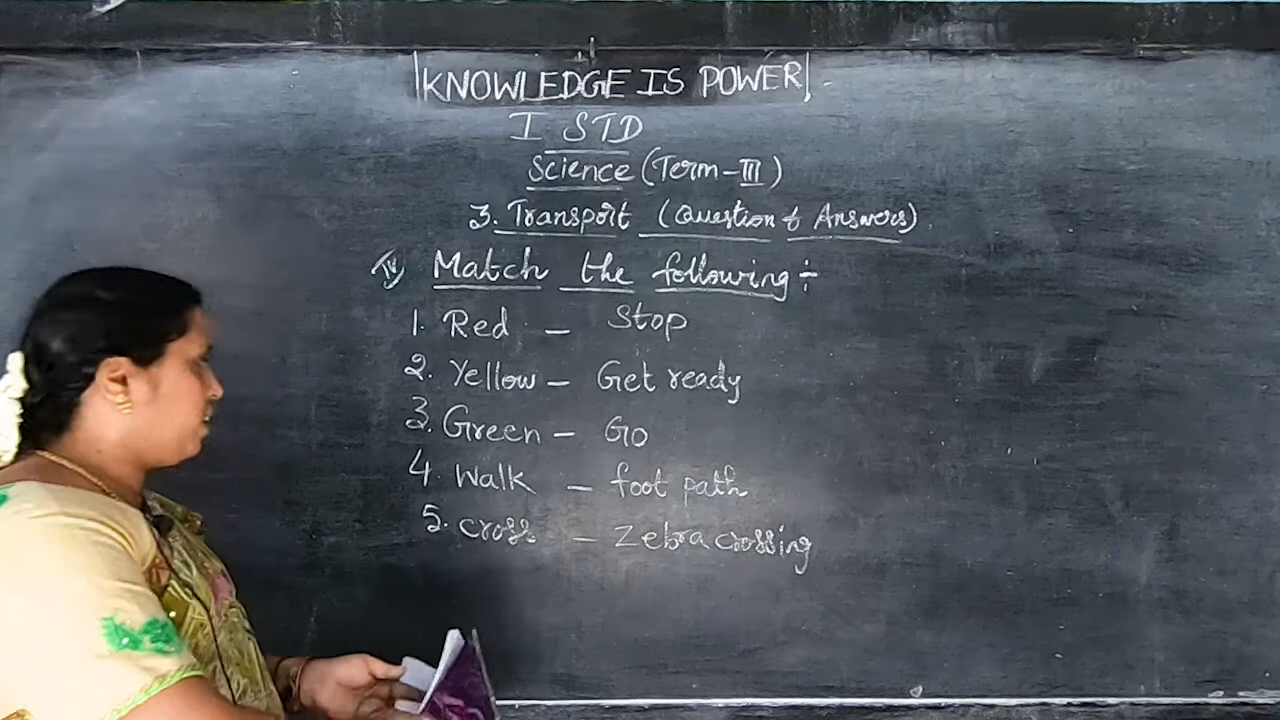 KNOWLEDGE IS POWER
I STD
Science (Term-III)
3. Transport (Question & Answers)
IV) Match the following:-
1. Red - Stop
2. Yellow - Get ready
3. Green - Go
4. Walk - foot path
5. Cross - Zebra crossing